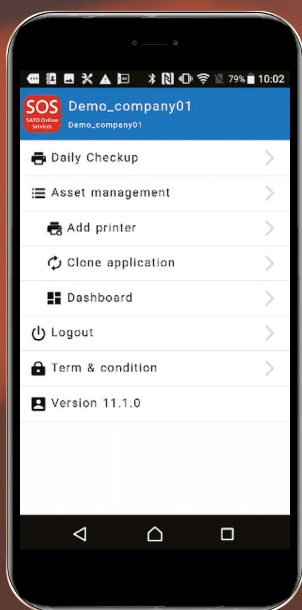 79% 10:02
SOS
SATO Online
Services
Demo_company01
Demo_company01
Daily Checkup
Asset management
Add printer
Clone application
Dashboard
Logout
Term & condition
Version 11.1.0